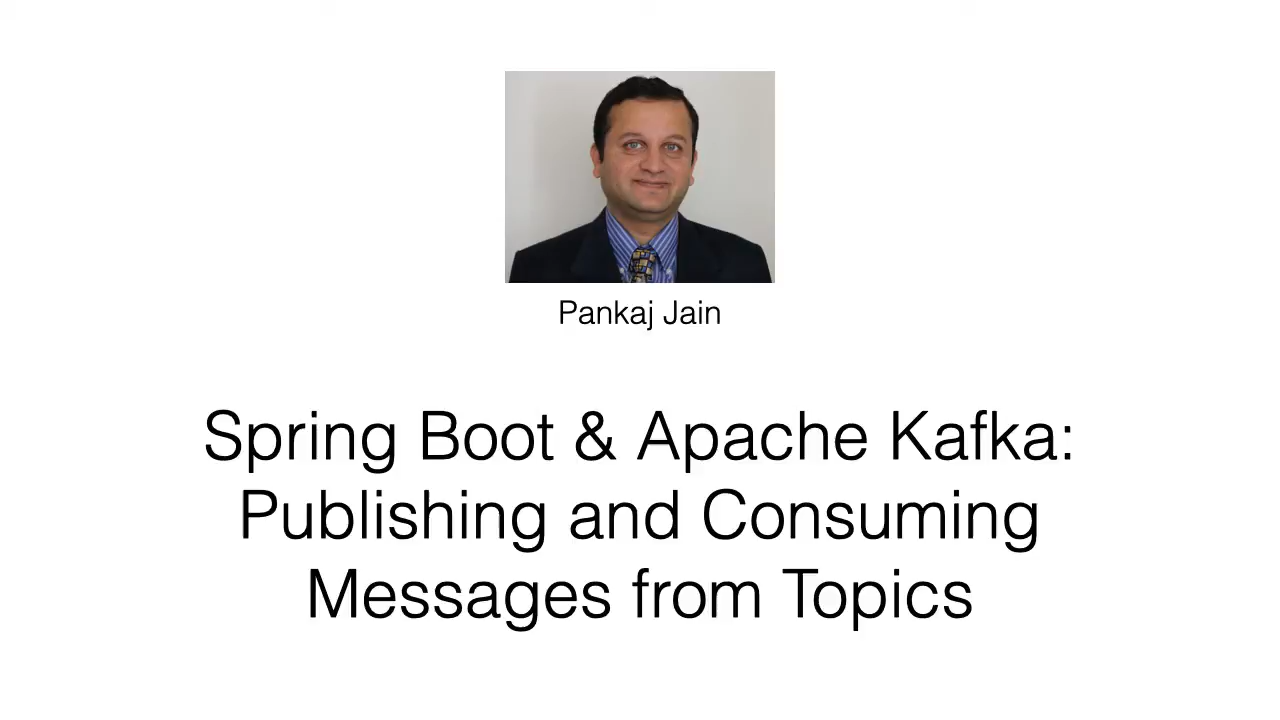 Pankaj Jain
Spring Boot & Apache Kafka:
Publishing and Consuming
Messages from Topics